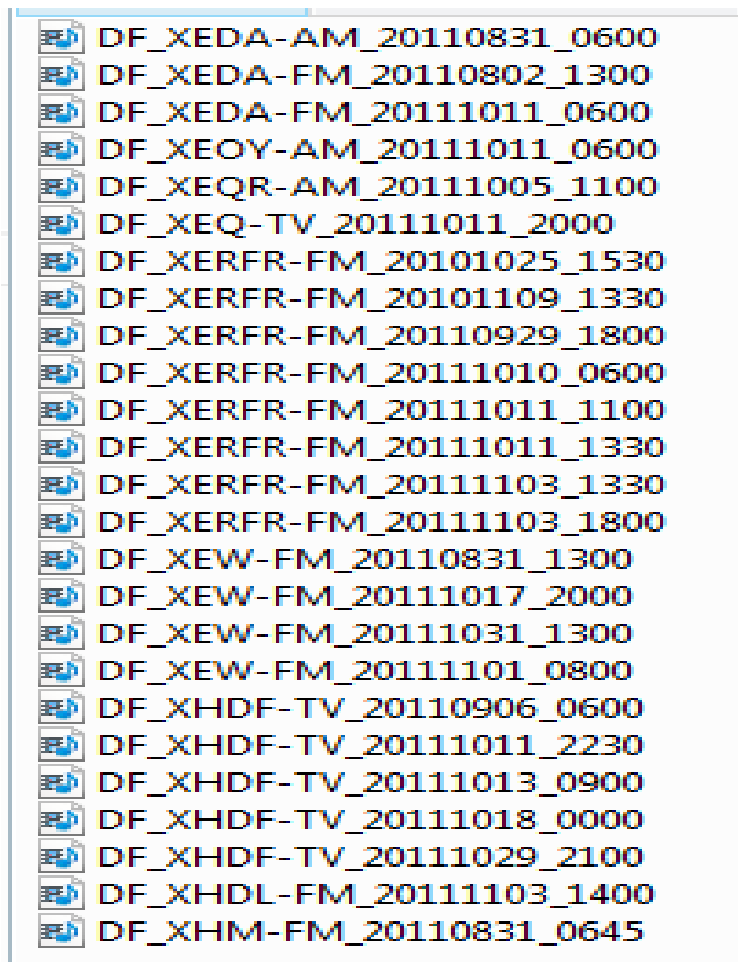 DF_XEDA-AM_20110831_0600
DF_XEDA-FM_20110802_1300
DF_XEDA-FM_20111011_0600
DF_XEOY-AM_20111011_0600
DF_XEQR-AM_20111005_1100
DF_XEQ-TV_20111011_2000
DF_XERFR-FM_20101025_1530
DF_XERFR-FM_20101109_1330
DF_XERFR-FM_20110929_1800
DF_XERFR-FM_20111010_0600
DF_XERFR-FM_20111011_1100
DF_XERFR-FM_20111011_1330
DF_XERFR-FM_20111103_1330
DF_XERFR-FM_20111103_1800
DF_XEW-FM_20110831_1300
DF_XEW-FM_20111017_2000
DF_XEW-FM_20111031_1300
DF_XEW-FM_20111101_0800
DF_XHDF-TV_20110906_0600
DF_XHDF-TV_20111011_2230
DF_XHDF-TV_20111013_0900
DF_XHDF-TV_20111018_0000
DF_XHDF-TV_20111029_2100
DF_XHDL-FM_20111103_1400
DF_XHM-FM_20110831_0645